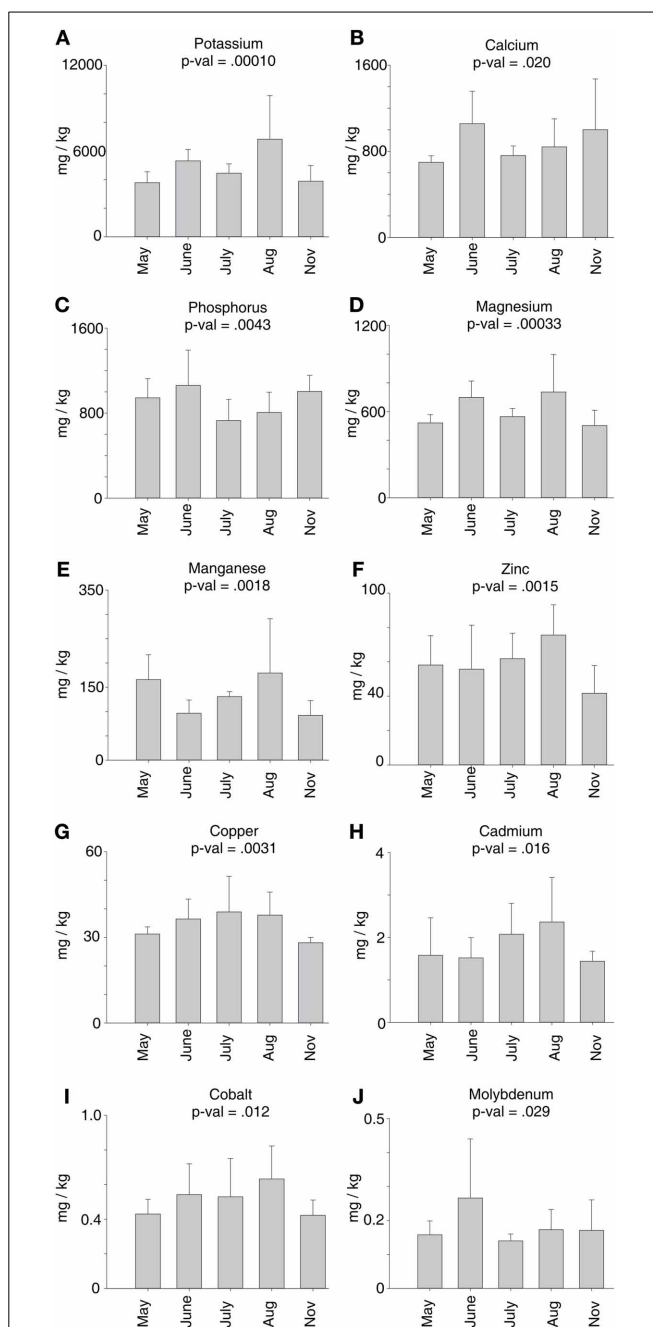 A
Potassium
p-val = .00010
12000
6000
0
mg / kg
May
June
July
Aug
Nov
B
Calcium
p-val = .020
1600
800
0
mg / kg
May
June
July
Aug
Nov
C
Phosphorus
p-val = .0043
1600
800
0
mg / kg
May
June
July
Aug
Nov
D
Magnesium
p-val = .00033
1200
600
0
mg / kg
May
June
July
Aug
Nov
E
Manganese
p-val = .0018
350
150
0
mg / kg
May
June
July
Aug
Nov
F
Zinc
p-val = .0015
100
40
0
mg / kg
May
June
July
Aug
Nov
G
Copper
p-val = .0031
60
30
0
mg / kg
May
June
July
Aug
Nov
H
Cadmium
p-val = .016
4
2
0
mg / kg
May
June
July
Aug
Nov
I
Cobalt
p-val = .012
1.0
0.4
0
mg / kg
May
June
July
Aug
Nov
J
Molybdenum
p-val = .029
0.5
0.2
0
mg / kg
May
June
July
Aug
Nov